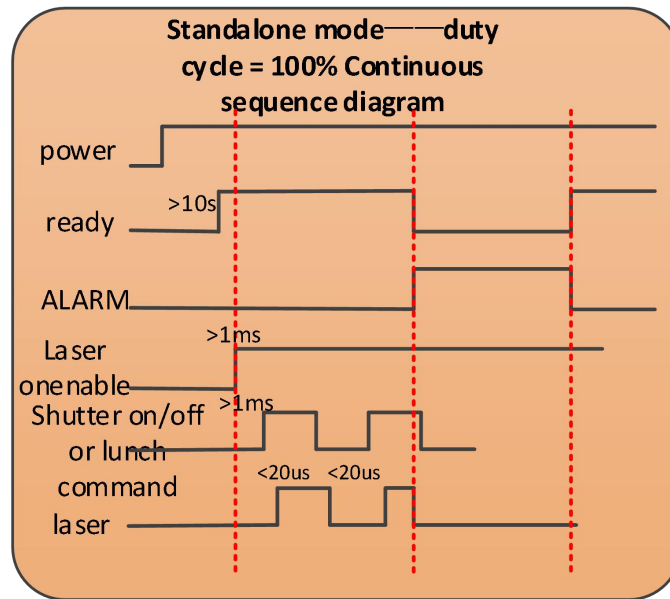 Standalone mode——duty
cycle = 100% Continuous
sequence diagram
power
>10s
ready
ALARM
>1ms
Laser
onenable
>1ms
Shutter on/off
or lunch
<20us <20us
command
laser